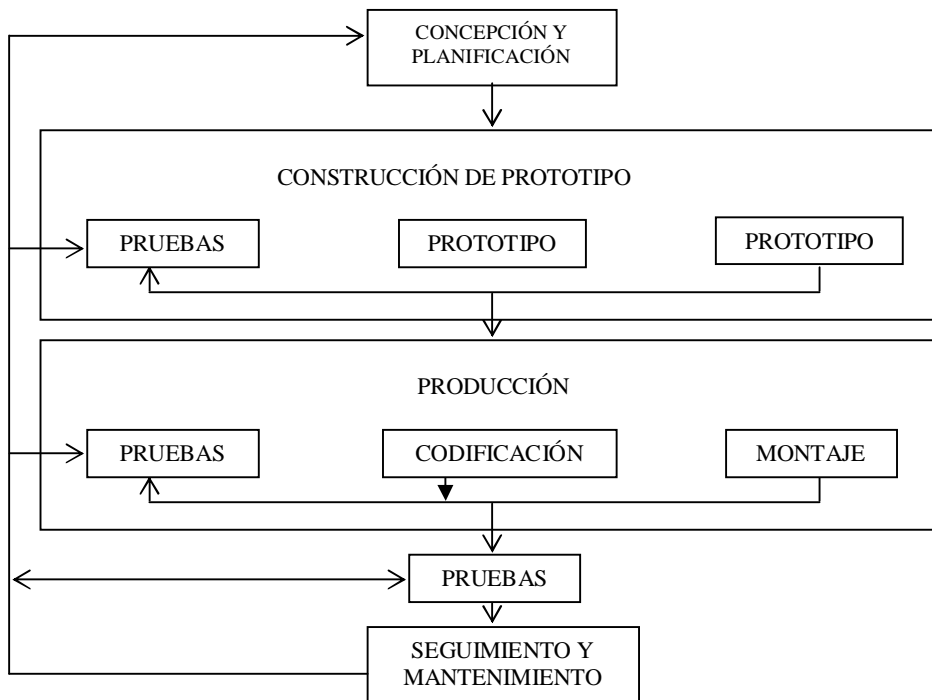 CONCEPCIÓN Y
PLANIFICACIÓN
CONSTRUCCIÓN DE PROTOTIPO
PRUEBAS
PROTOTIPO
PROTOTIPO
PRODUCCIÓN
PRUEBAS
CODIFICACIÓN
MONTAJE
PRUEBAS
SEGUIMIENTO Y
MANTENIMIENTO